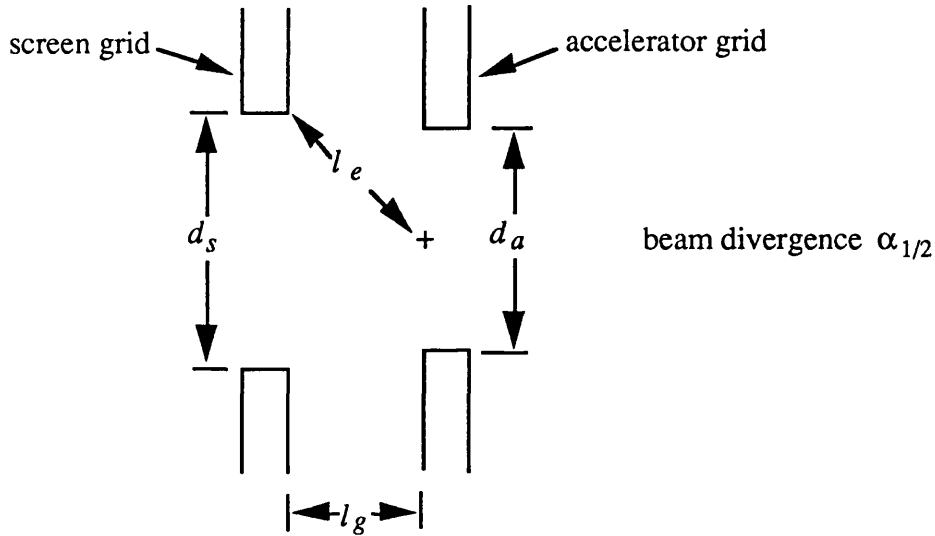 screen grid
accelerator grid
l e
d s
d a
beam divergence α 1/2
l g